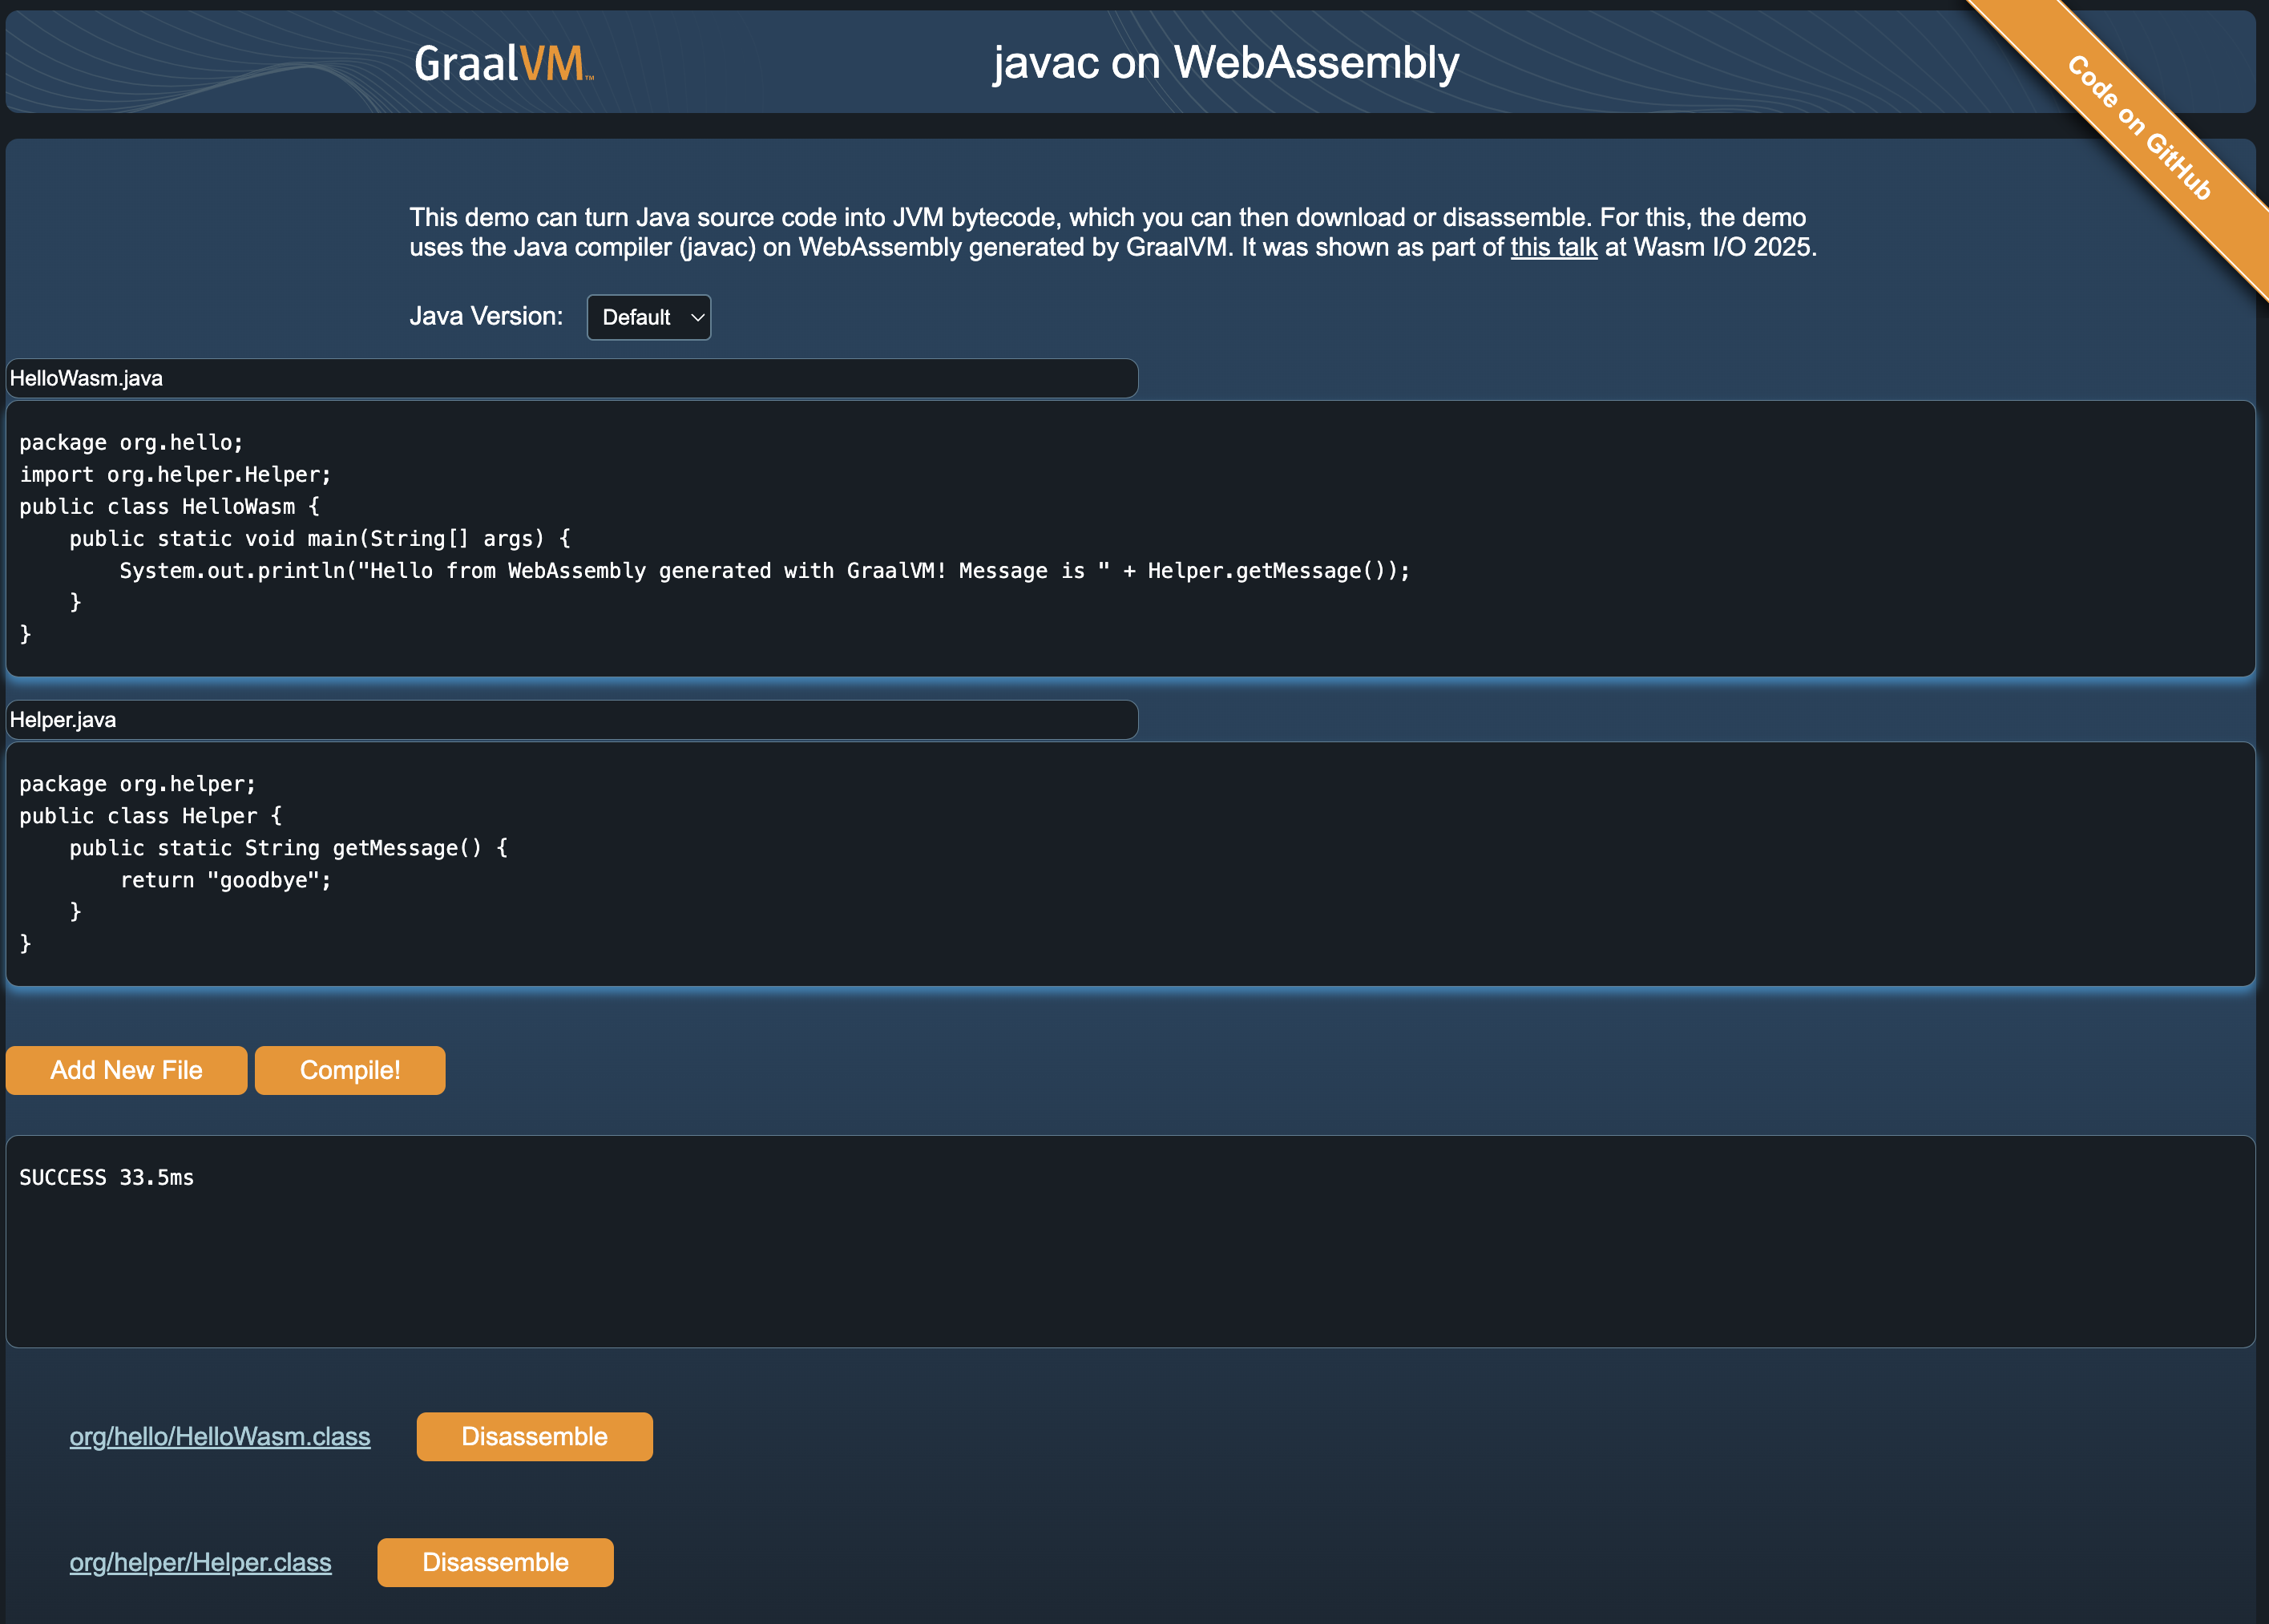 GraalVM™
javac on WebAssembly
Code on GitHub
This demo can turn Java source code into JVM bytecode, which you can then download or disassemble. For this, the demo
uses the Java compiler (javac) on WebAssembly generated by GraalVM. It was shown as part of this talk at Wasm I/O 2025.
Java Version: Default
HelloWasm.java
package org.hello;
import org.helper.Helper;
public class HelloWasm {
    public static void main(String[] args) {
        System.out.println("Hello from WebAssembly generated with GraalVM! Message is " + Helper.getMessage());
    }
}
Helper.java
package org.helper;
public class Helper {
    public static String getMessage() {
        return "goodbye";
    }
}
Add New File Compile!
SUCCESS 33.5ms
org/hello/HelloWasm.class Disassemble
org/helper/Helper.class Disassemble